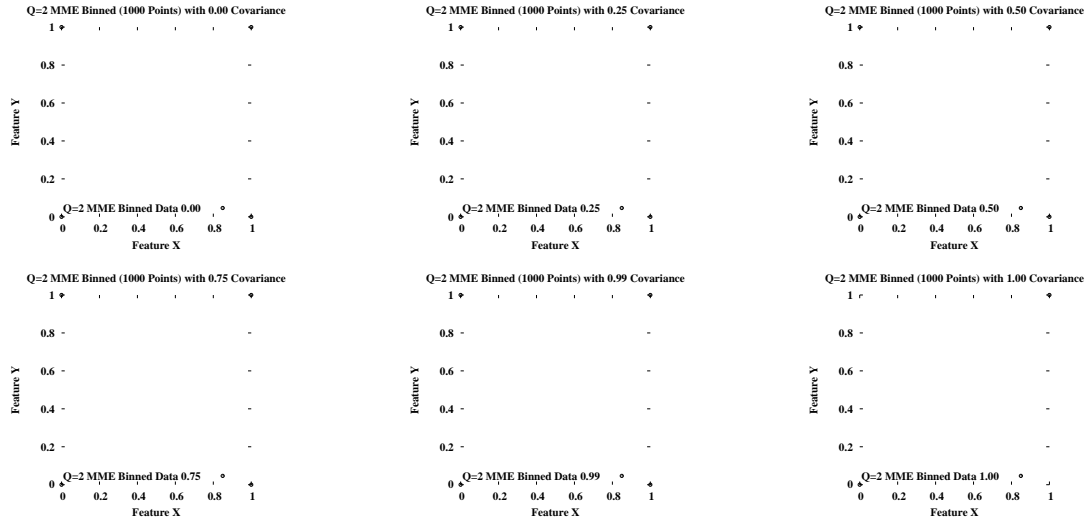 Q=2 MME Binned (1000 Points) with 0.00 Covariance
1
0.8
0.6
0.4
0.2
0
Feature Y
Q=2 MME Binned Data 0.00
0 0.2 0.4 0.6 0.8 1
Feature X
Q=2 MME Binned (1000 Points) with 0.25 Covariance
1
0.8
0.6
0.4
0.2
0
Feature Y
Q=2 MME Binned Data 0.25
0 0.2 0.4 0.6 0.8 1
Feature X
Q=2 MME Binned (1000 Points) with 0.50 Covariance
1
0.8
0.6
0.4
0.2
0
Feature Y
Q=2 MME Binned Data 0.50
0 0.2 0.4 0.6 0.8 1
Feature X
Q=2 MME Binned (1000 Points) with 0.75 Covariance
1
0.8
0.6
0.4
0.2
0
Feature Y
Q=2 MME Binned Data 0.75
0 0.2 0.4 0.6 0.8 1
Feature X
Q=2 MME Binned (1000 Points) with 0.99 Covariance
1
0.8
0.6
0.4
0.2
0
Feature Y
Q=2 MME Binned Data 0.99
0 0.2 0.4 0.6 0.8 1
Feature X
Q=2 MME Binned (1000 Points) with 1.00 Covariance
1
0.8
0.6
0.4
0.2
0
Feature Y
Q=2 MME Binned Data 1.00
0 0.2 0.4 0.6 0.8 1
Feature X